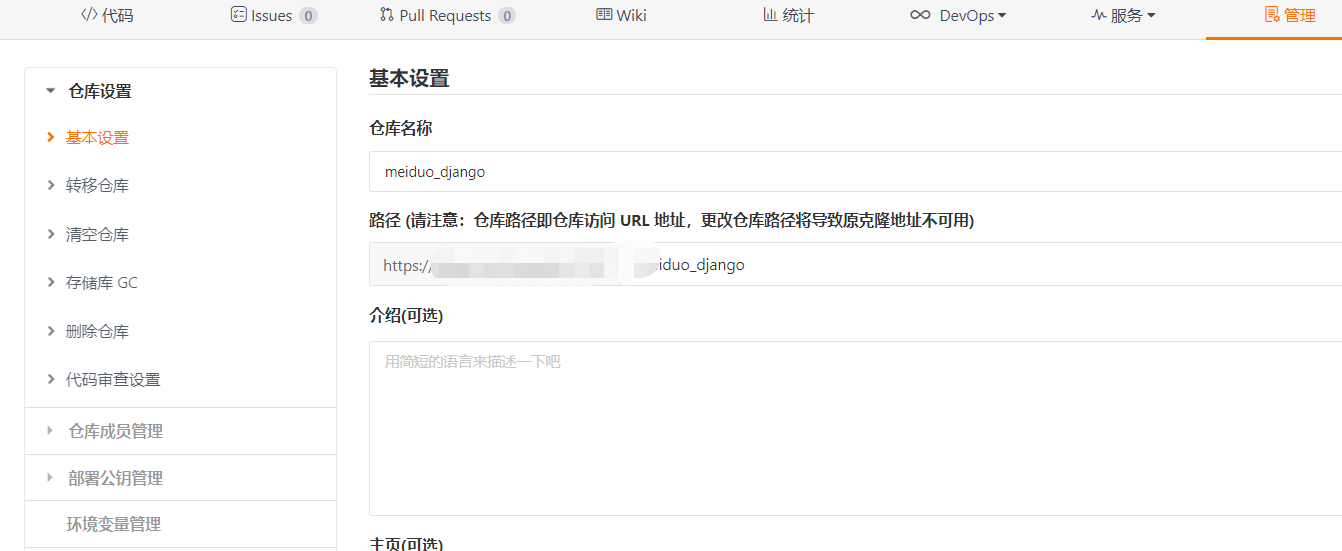 代码 Issues 0 Pull Requests 0 Wiki 统计 DevOps 服务 管理
仓库设置
基本设置
转移仓库
清空仓库
存储库 GC
删除仓库
代码审查设置
仓库成员管理
部署公钥管理
环境变量管理
基本设置
仓库名称
meiduo_django
路径 (请注意：仓库路径即仓库访问 URL 地址，更改仓库路径将导致原克隆地址不可用)
https:/ iduo_django
介绍(可选)
用简短的语言来描述一下吧
主页(可选)